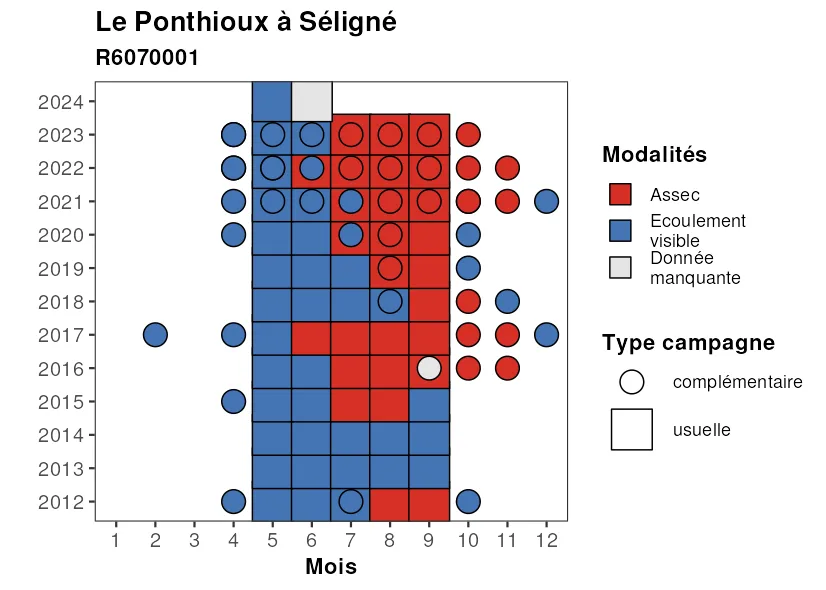 Le Ponthioux à Séligné
R6070001
2024
2023
2022
2021
2020
2019
2018
2017
2016
2015
2014
2013
2012
1 2 3 4 5 6 7 8 9 10 11 12
Mois
Modalités
Assec
Ecoulement
visible
Donnée
manquante
Type campagne
complémentaire
usuelle